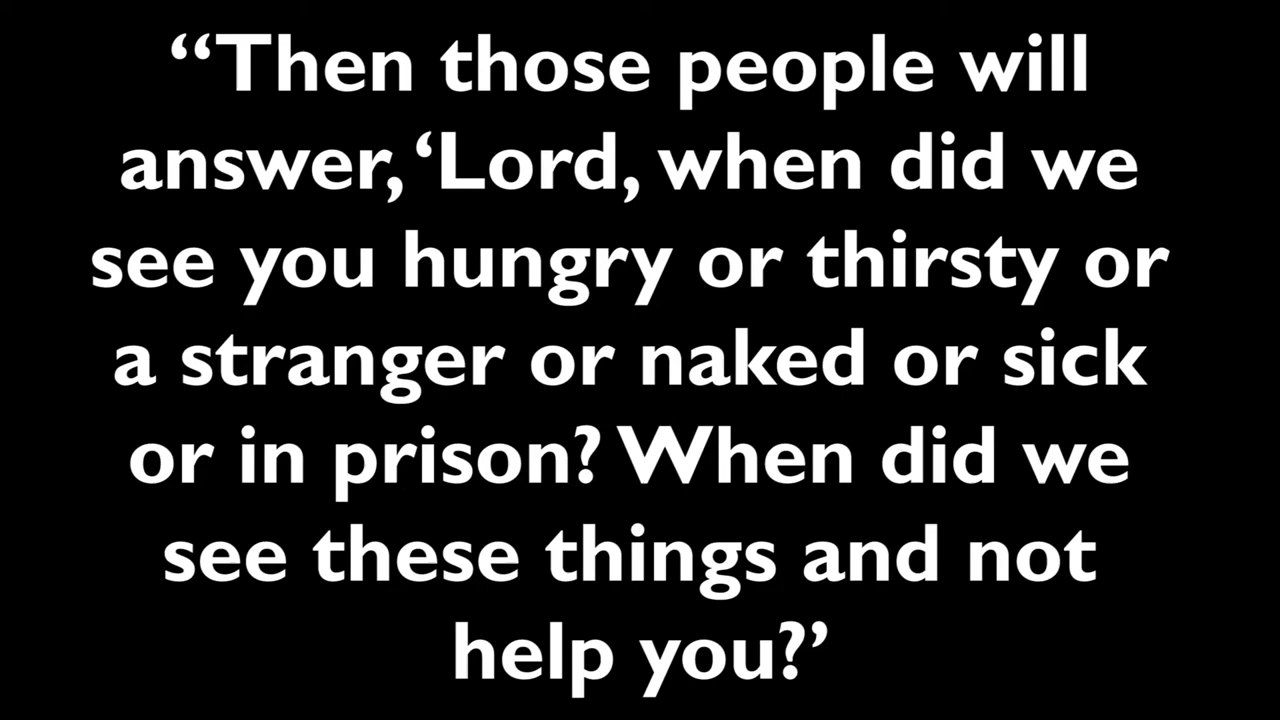 “Then those people will
answer, ‘Lord, when did we
see you hungry or thirsty or
a stranger or naked or sick
or in prison? When did we
see these things and not
help you?’